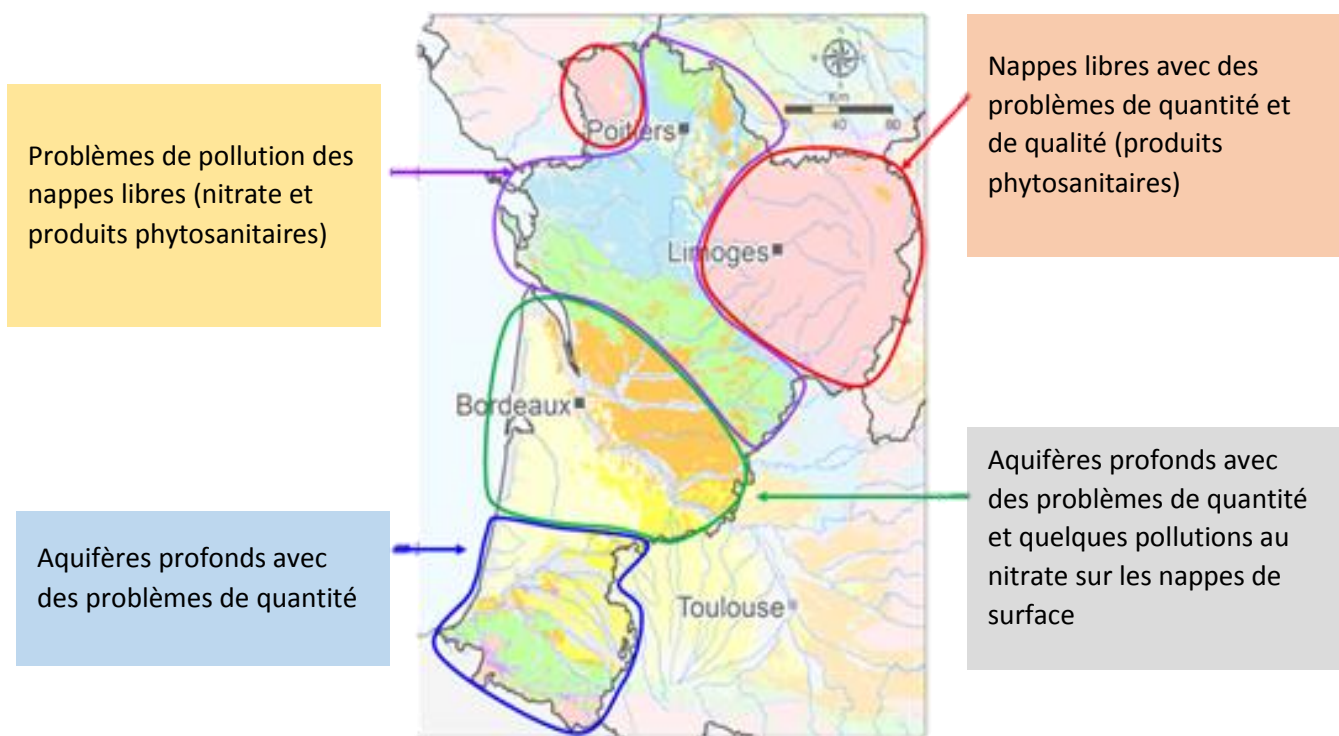 Problèmes de pollution des
nappes libres (nitrate et
produits phytosanitaires)
Aquifères profonds avec
des problèmes de quantité
Km
40
Poitiers
Limoges
Bordeaux
Toulouse
Nappes libres avec des
problèmes de quantité et
de qualité (produits
phytosanitaires)
Aquifères profonds avec
des problèmes de quantité
et quelques pollutions au
nitrate sur les nappes de
surface